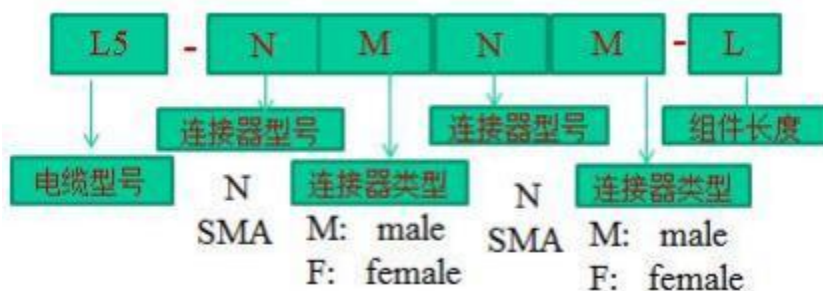 L5 - N M N M - L
连接器型号 连接器型号 组件长度
电缆型号 N 连接器类型 N 连接器类型
SMA M: male SMA M: male
F: female F: female